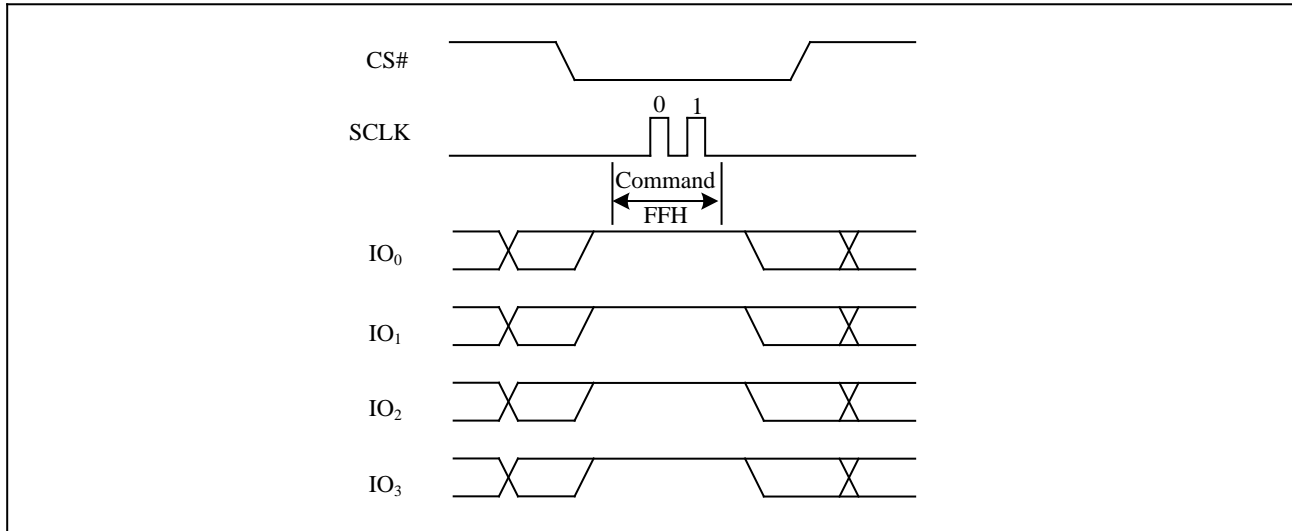 CS#
0 1
SCLK
Command
FFH
IO₀
IO₁
IO₂
IO₃